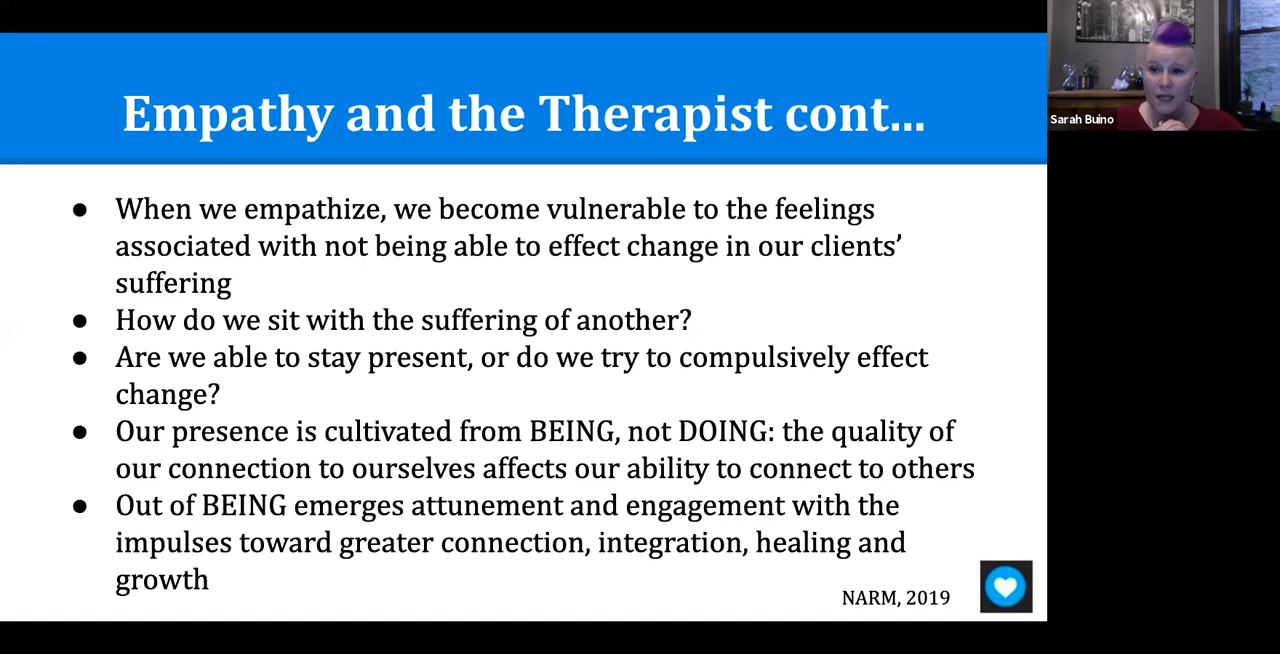 Empathy and the Therapist cont...
Sarah Buino
● When we empathize, we become vulnerable to the feelings
associated with not being able to effect change in our clients’
suffering
● How do we sit with the suffering of another?
● Are we able to stay present, or do we try to compulsively effect
change?
● Our presence is cultivated from BEING, not DOING: the quality of
our connection to ourselves affects our ability to connect to others
● Out of BEING emerges attunement and engagement with the
impulses toward greater connection, integration, healing and
growth
NARM, 2019